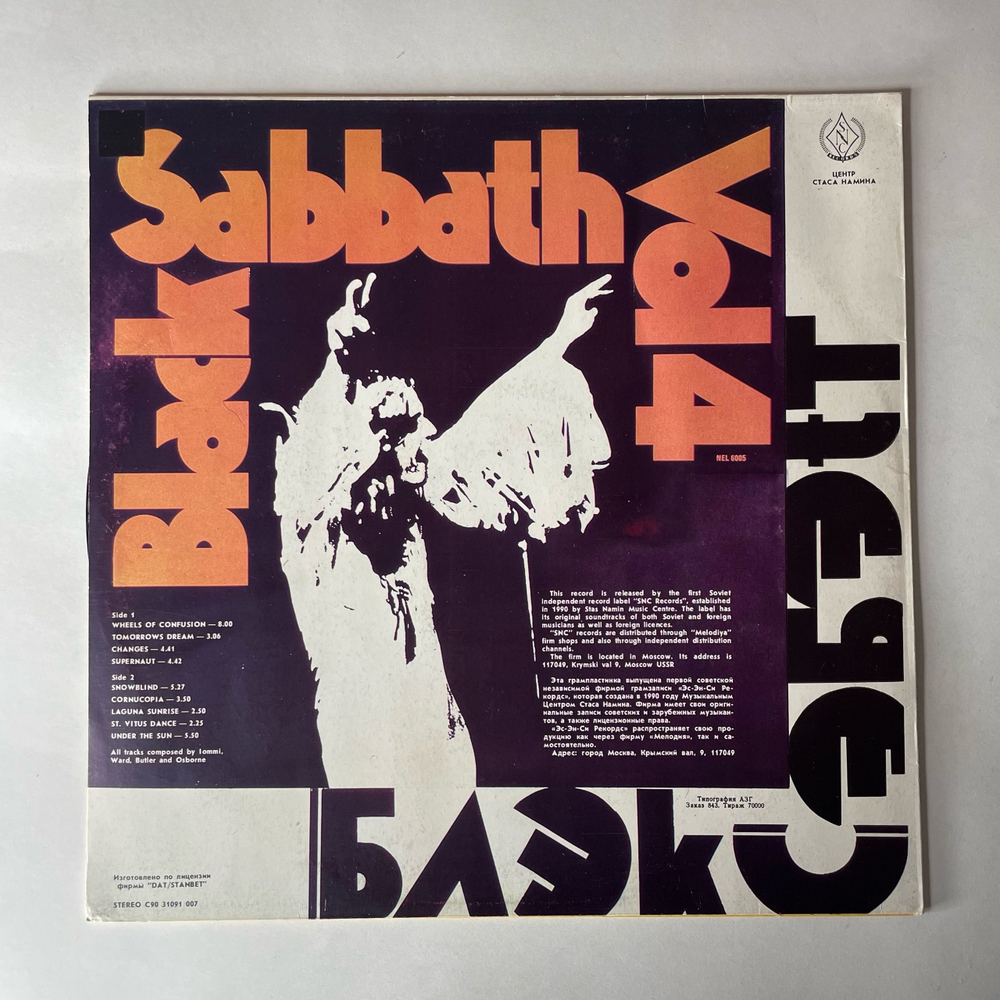 Black
Sabbath
Vol 4
SNC
RECORDS
ЦЕНТР
СТАСА НАМИНА
NEL 6005
Side 1
WHEELS OF CONFUSION — 8.00
TOMORROWS DREAM — 3.06
CHANGES — 4.41
SUPERNAUT — 4.42
Side 2
SNOWBLIND — 5.27
CORNUCOPIA — 3.50
LAGUNA SUNRISE — 2.50
ST. VITUS DANCE — 2.25
UNDER THE SUN — 5.50
All tracks composed by Iommi,
Ward, Butler and Osborne
This record is released by the first Soviet
independent record label "SNC Records", established
in 1990 by Stas Namin Music Centre. The label has
its original soundtracks of both Soviet and foreign
musicians as well as foreign licences.
"SNC" records are distributed through "Melodiya"
firm shops and also through independent distribution
channels.
The firm is located in Moscow. Its address is
117049, Krymski val 9, Moscow USSR
Эта грампластинка выпущена первой советской
независимой фирмой грамзаписи «Эс-Эн-Си Ре-
кордс», которая создана в 1990 году Музыкальным
Центром Стаса Намина. Фирма имеет свои ориги-
нальные записи советских и зарубежных музыкан-
тов, а также лицензионные права.
«Эс-Эн-Си Рекордс» распространяет свою про-
дукцию как через фирму «Мелодия», так и са-
мостоятельно.
Адрес: город Москва, Крымский вал, 9, 117049
Типография АЗГ
Заказ 843. Тираж 70000
БЛЭк
СЭБЭtТ
Изготовлено по лицензии
фирмы "DAT/STANBET"
STEREO С90 31091 007